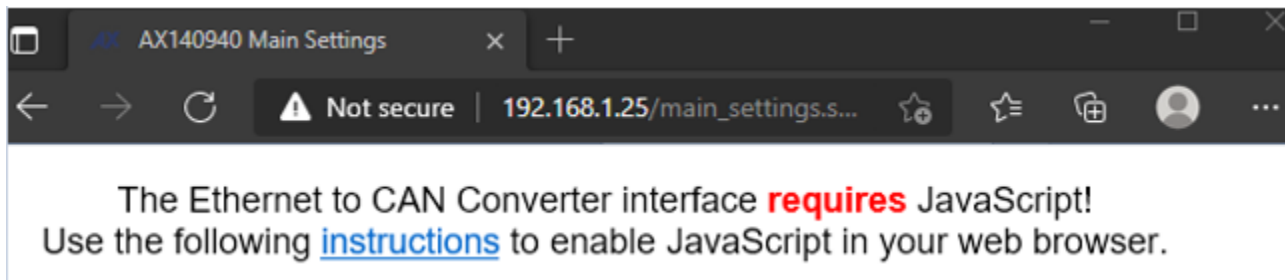 AX AX140940 Main Settings
Not secure | 192.168.1.25/main_settings.s...
The Ethernet to CAN Converter interface requires JavaScript!
Use the following instructions to enable JavaScript in your web browser.